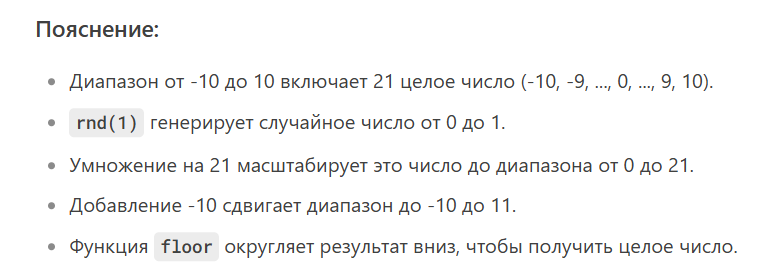 Пояснение:
• Диапазон от -10 до 10 включает 21 целое число (-10, -9, ..., 0, ..., 9, 10).
• rnd(1) генерирует случайное число от 0 до 1.
• Умножение на 21 масштабирует это число до диапазона от 0 до 21.
• Добавление -10 сдвигает диапазон до -10 до 11.
• Функция floor округляет результат вниз, чтобы получить целое число.